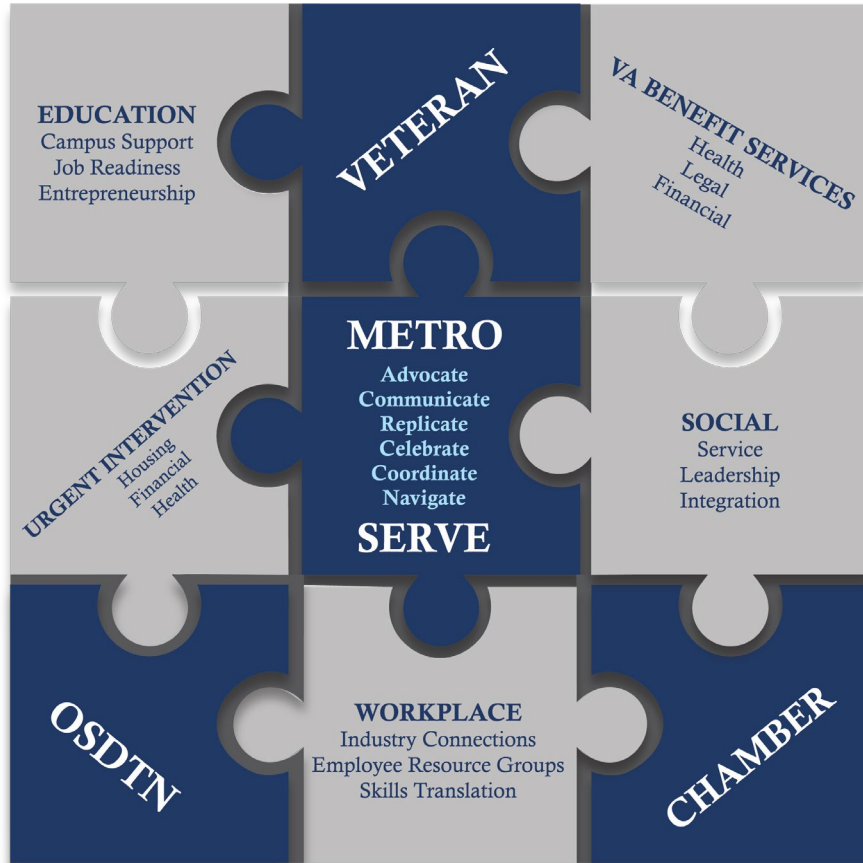 EDUCATION
Campus Support
Job Readiness
Entrepreneurship
VETERAN
VA BENEFIT SERVICES
Health
Legal
Financial
URGENT INTERVENTION
Housing
Financial
Health
METRO
Advocate
Communicate
Replicate
Celebrate
Coordinate
Navigate
SERVE
SOCIAL
Service
Leadership
Integration
OSDTN
WORKPLACE
Industry Connections
Employee Resource Groups
Skills Translation
CHAMBER